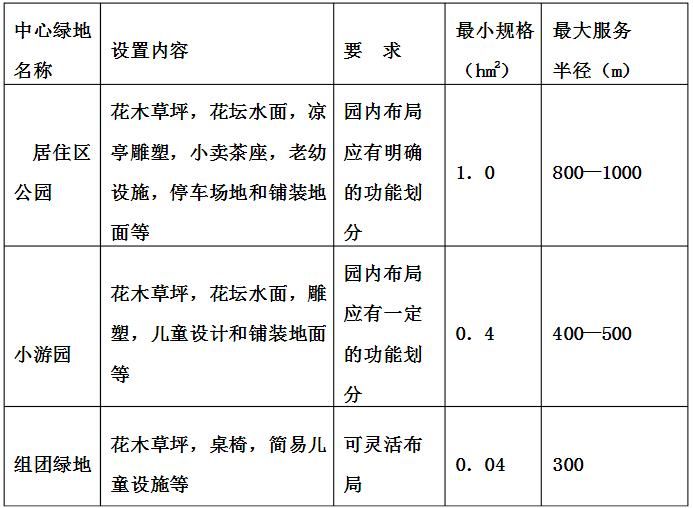 中心绿地
名称
设置内容
要 求
最小规格
（h㎡）
最大服务
半径（m）
居住区
公园
花木草坪，花坛水面，凉
亭雕塑，小卖茶座，老幼
设施，停车场地和铺装地
面等
园内布局
应有明确
的功能划
分
1．0
800—1000
小游园
花木草坪，花坛水面，雕
塑，儿童设计和铺装地面
等
园内布局
应有一定
的功能划
分
0．4
400—500
组团绿地
花木草坪，桌椅，简易儿
童设施等
可灵活布
局
0．04
300